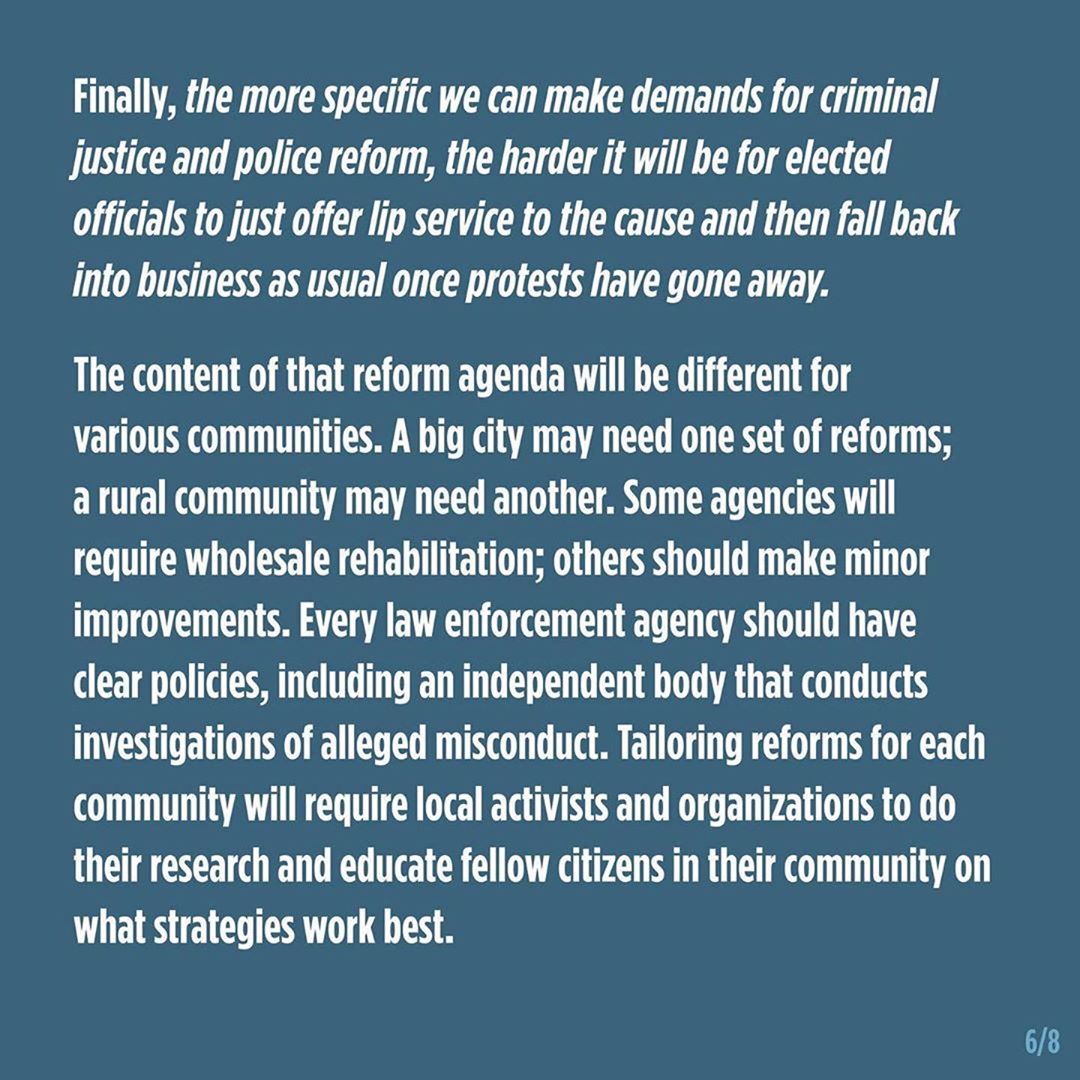 Finally, the more specific we can make demands for criminal
justice and police reform, the harder it will be for elected
officials to just offer lip service to the cause and then fall back
into business as usual once protests have gone away.
The content of that reform agenda will be different for
various communities. A big city may need one set of reforms;
a rural community may need another. Some agencies will
require wholesale rehabilitation; others should make minor
improvements. Every law enforcement agency should have
clear policies, including an independent body that conducts
investigations of alleged misconduct. Tailoring reforms for each
community will require local activists and organizations to do
their research and educate fellow citizens in their community on
what strategies work best.
6/8